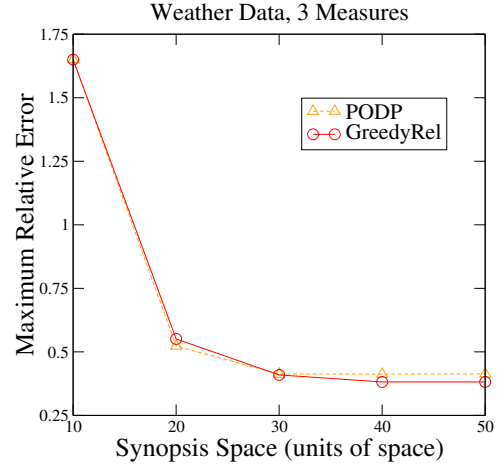 Weather Data, 3 Measures
1.75
1.5
1.25
1
0.75
0.5
0.25
Maximum Relative Error
PODP
GreedyRel
10
20
30
40
50
Synopsis Space (units of space)